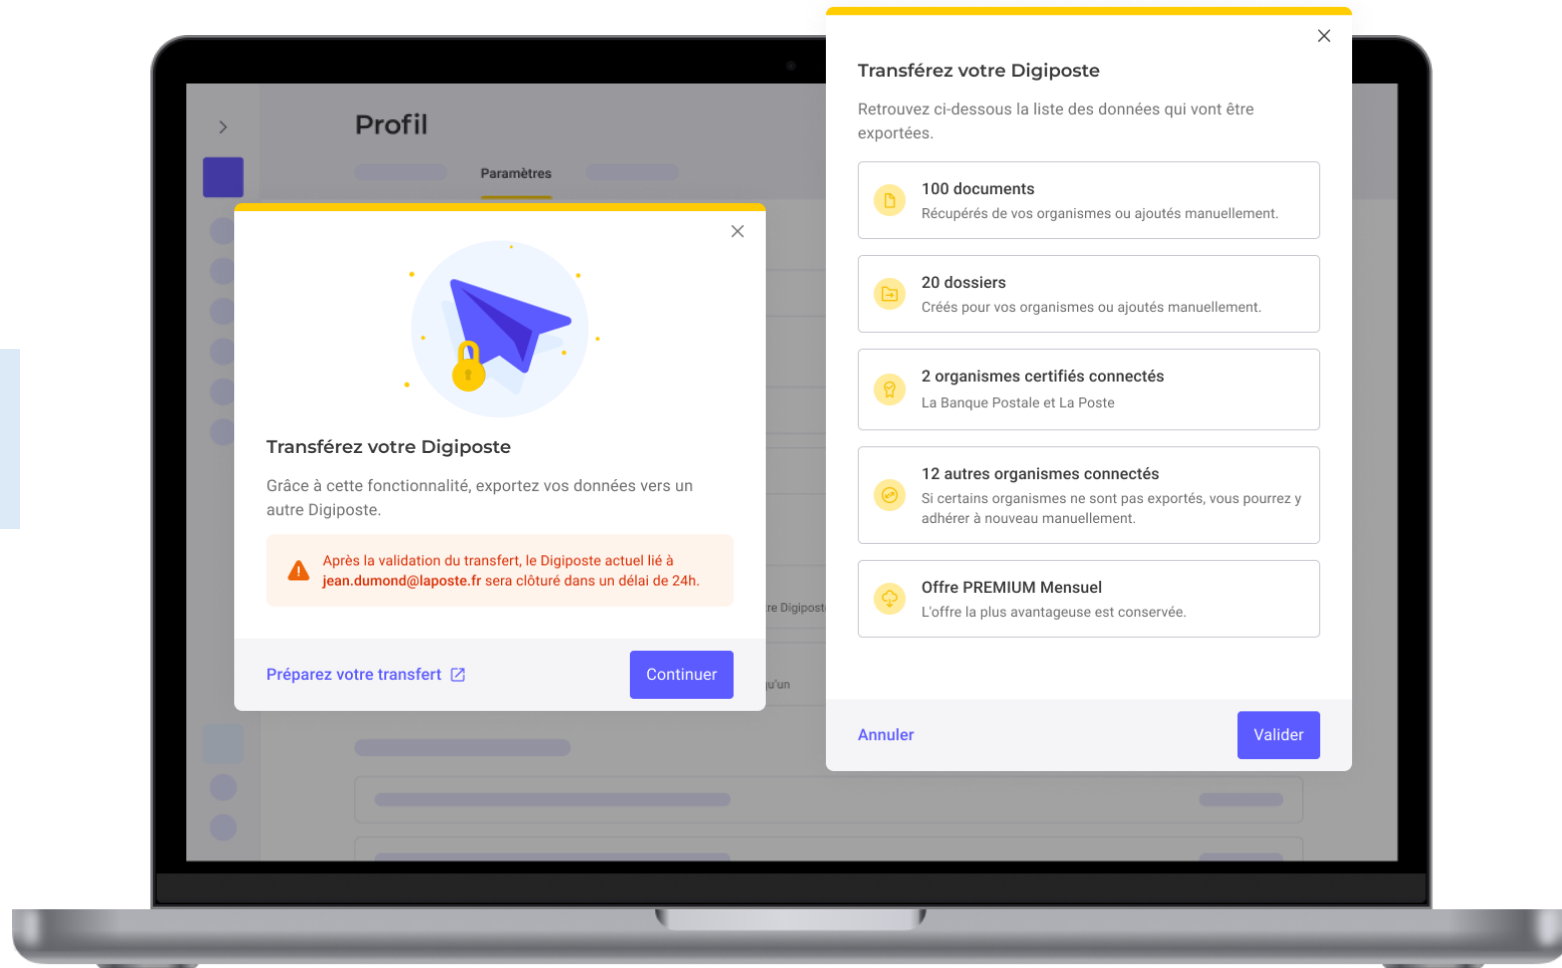 Profil
Paramètres
Transférez votre Digiposte
Grâce à cette fonctionnalité, exportez vos données vers un
autre Digiposte.
Après la validation du transfert, le Digiposte actuel lié à
jean.dumond@laposte.fr sera clôturé dans un délai de 24h.
Préparez votre transfert
Continuer
Transférez votre Digiposte
Retrouvez ci-dessous la liste des données qui vont être
exportées.
100 documents
Récupérés de vos organismes ou ajoutés manuellement.
20 dossiers
Créés pour vos organismes ou ajoutés manuellement.
2 organismes certifiés connectés
La Banque Postale et La Poste
12 autres organismes connectés
Si certains organismes ne sont pas exportés, vous pourrez y
adhérer à nouveau manuellement.
Offre PREMIUM Mensuel
L'offre la plus avantageuse est conservée.
Annuler
Valider